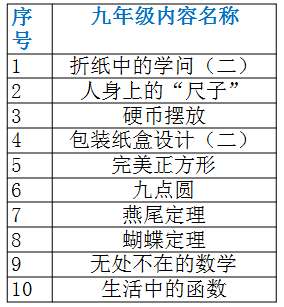 序号 九年级内容名称
1 折纸中的学问（二）
2 人身上的“尺子”
3 硬币摆放
4 包装纸盒设计（二）
5 完美正方形
6 九点圆
7 燕尾定理
8 蝴蝶定理
9 无处不在的数学
10 生活中的函数